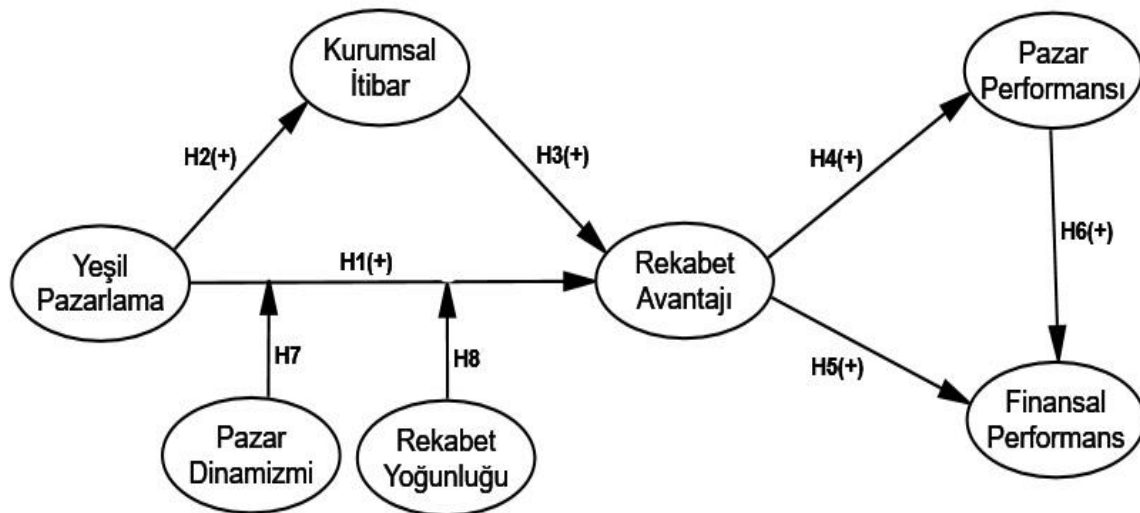 Kurumsal
İtibar
Pazar
Performansı
H2(+)
H3(+)
H4(+)
Yeşil
Pazarlama
H1(+)
Rekabet
Avantajı
H6(+)
H7
H8
H5(+)
Pazar
Dinamizmi
Rekabet
Yoğunluğu
Finansal
Performans